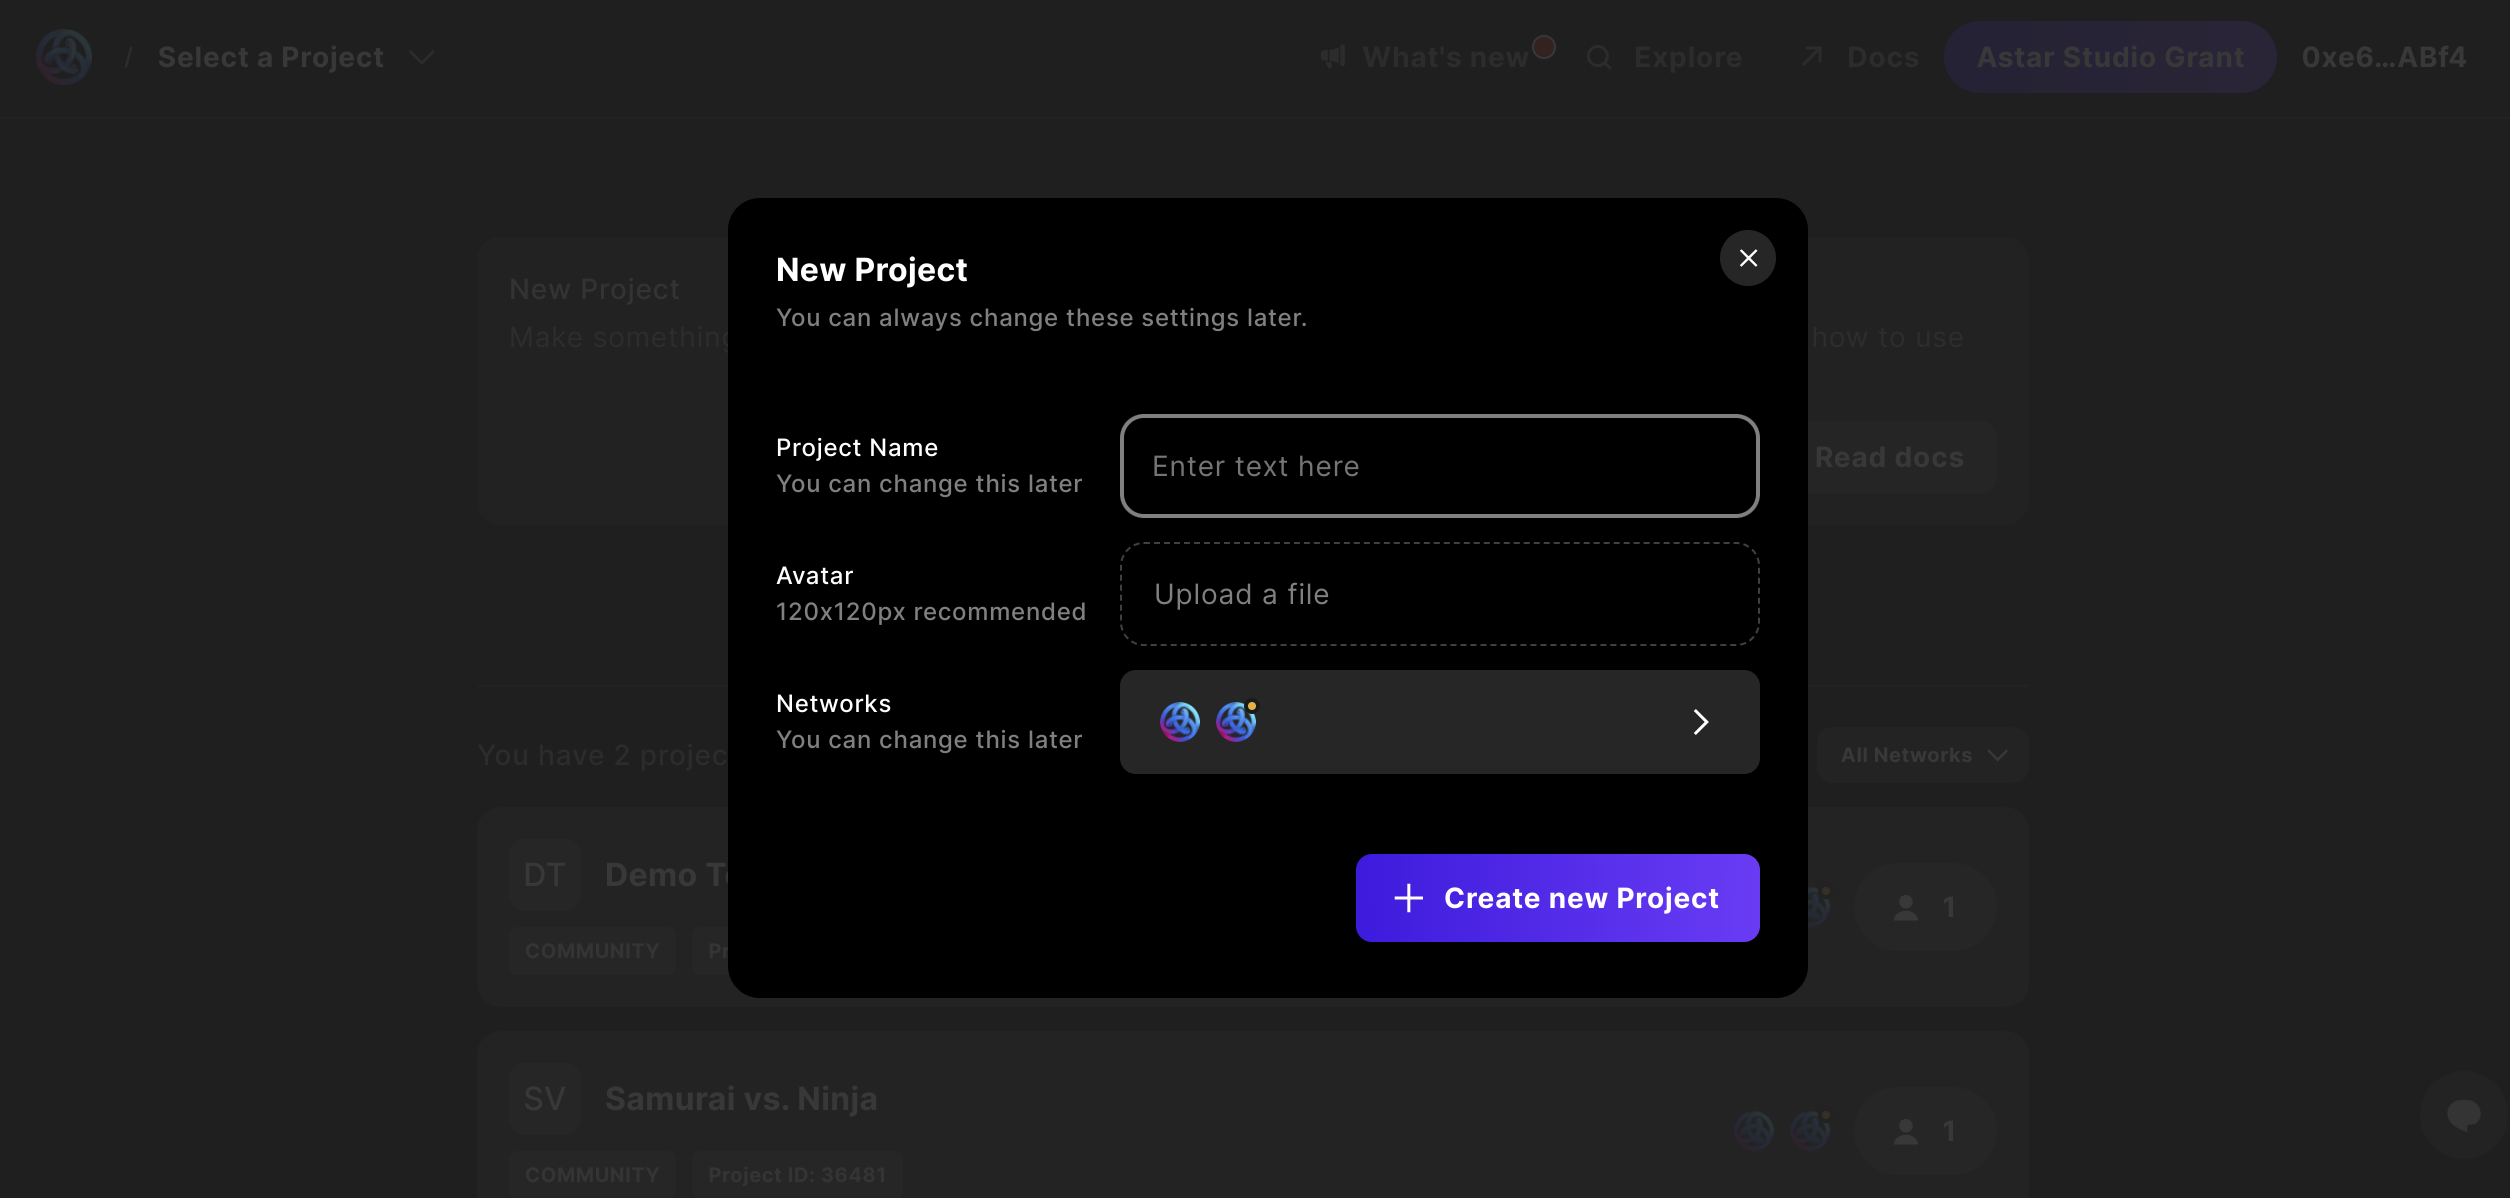 / Select a Project
What's new
Explore
Docs
Astar Studio Grant
0xe6...ABf4
New Project
Make something
how to use
Read docs
New Project
You can always change these settings later.
Project Name
You can change this later
Enter text here
Avatar
120x120px recommended
Upload a file
Networks
You can change this later
Create new Project
You have 2 projec
All Networks
DT
Demo
COMMUNITY
1
SV
Samurai vs. Ninja
COMMUNITY
Project ID: 36481
1